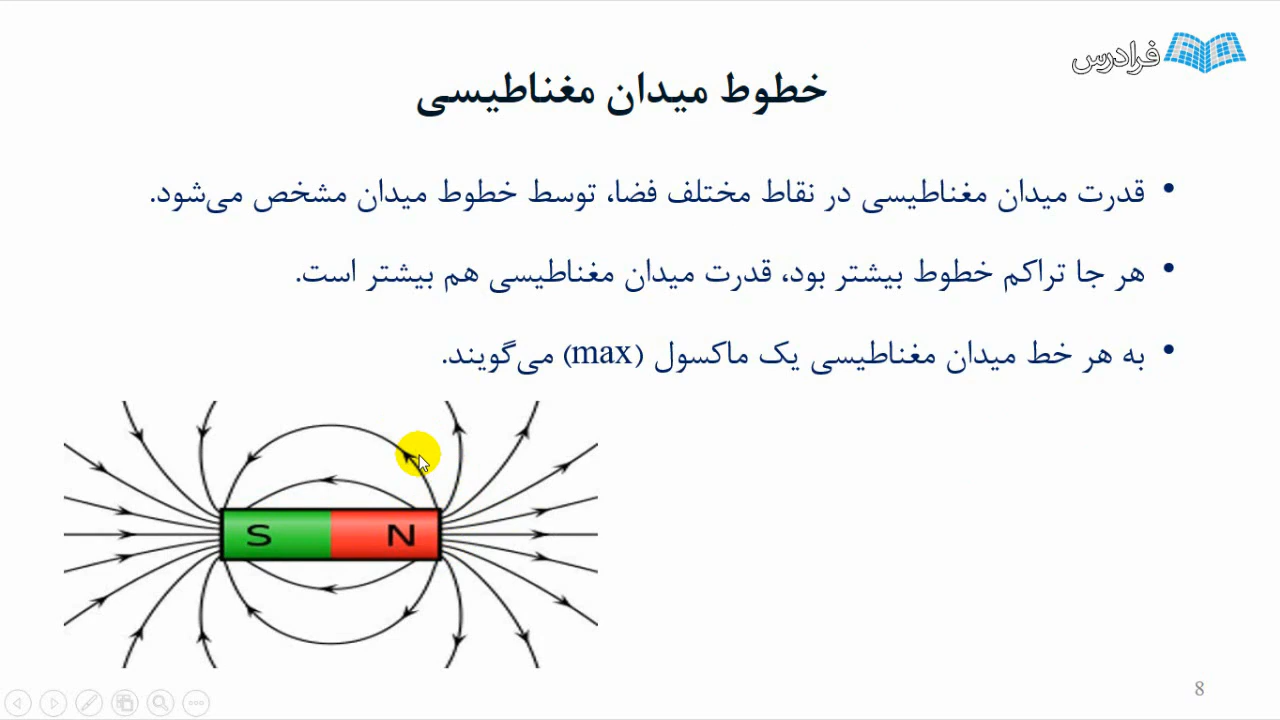 فرادرس
خطوط میدان مغناطیسی
• قدرت میدان مغناطیسی در نقاط مختلف فضا، توسط خطوط میدان مشخص می‌شود.
• هر جا تراکم خطوط بیشتر بود، قدرت میدان مغناطیسی هم بیشتر است.
• به هر خط میدان مغناطیسی یک ماکسول (max) می‌گویند.
S N
8